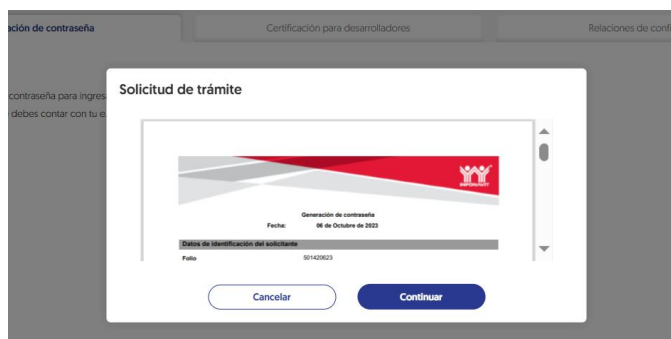 ación de contraseña
Certificación para desarrolladores
Relaciones de confi
contraseña para ingres
debes contar con tu e
Solicitud de trámite
INFONAVIT
Generación de contraseña
Fecha: 06 de Octubre de 2023
Datos de identificación del solicitante
Folio 501420623
Cancelar
Continuar